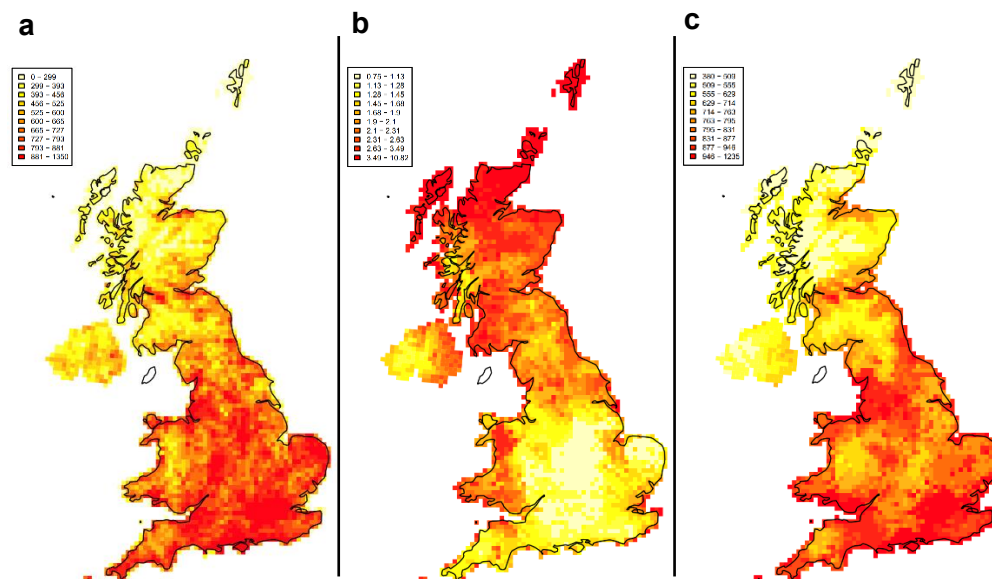 a
0 – 299
299 – 393
393 – 456
456 – 525
525 – 600
600 – 665
665 – 727
727 – 793
793 – 881
881 – 1350
b
0.75 – 1.13
1.13 – 1.28
1.28 – 1.45
1.45 – 1.68
1.68 – 1.9
1.9 – 2.1
2.1 – 2.31
2.31 – 2.63
2.63 – 3.49
3.49 – 10.82
c
380 – 509
509 – 555
555 – 629
629 – 714
714 – 763
763 – 795
795 – 831
831 – 877
877 – 946
946 – 1235